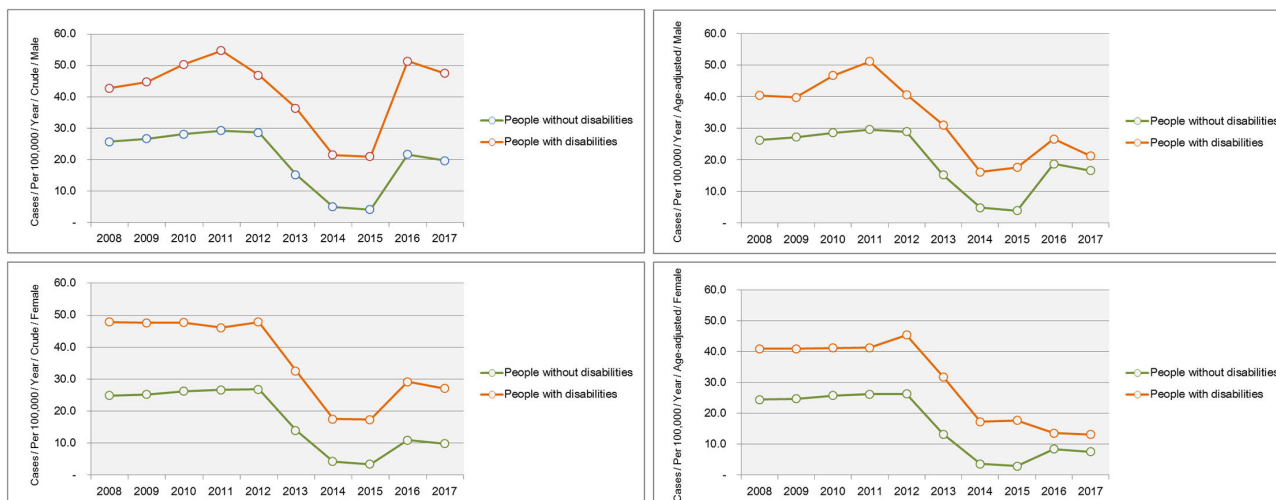 Cases / Per 100,000/ Year / Crude / Male
60.0
50.0
40.0
30.0
20.0
10.0
-
2008 2009 2010 2011 2012 2013 2014 2015 2016 2017
People without disabilities
People with disabilities
Cases / Per 100,000 / Year / Age-adjusted / Male
60.0
50.0
40.0
30.0
20.0
10.0
-
2008 2009 2010 2011 2012 2013 2014 2015 2016 2017
People without disabilities
People with disabilities
Cases / Per 100,000/ Year / Crude / Female
60.0
50.0
40.0
30.0
20.0
10.0
-
2008 2009 2010 2011 2012 2013 2014 2015 2016 2017
People without disabilities
People with disabilities
Cases / Per 100,000/ Year / Age-adjusted / Female
60.0
50.0
40.0
30.0
20.0
10.0
-
2008 2009 2010 2011 2012 2013 2014 2015 2016 2017
People without disabilities
People with disabilities